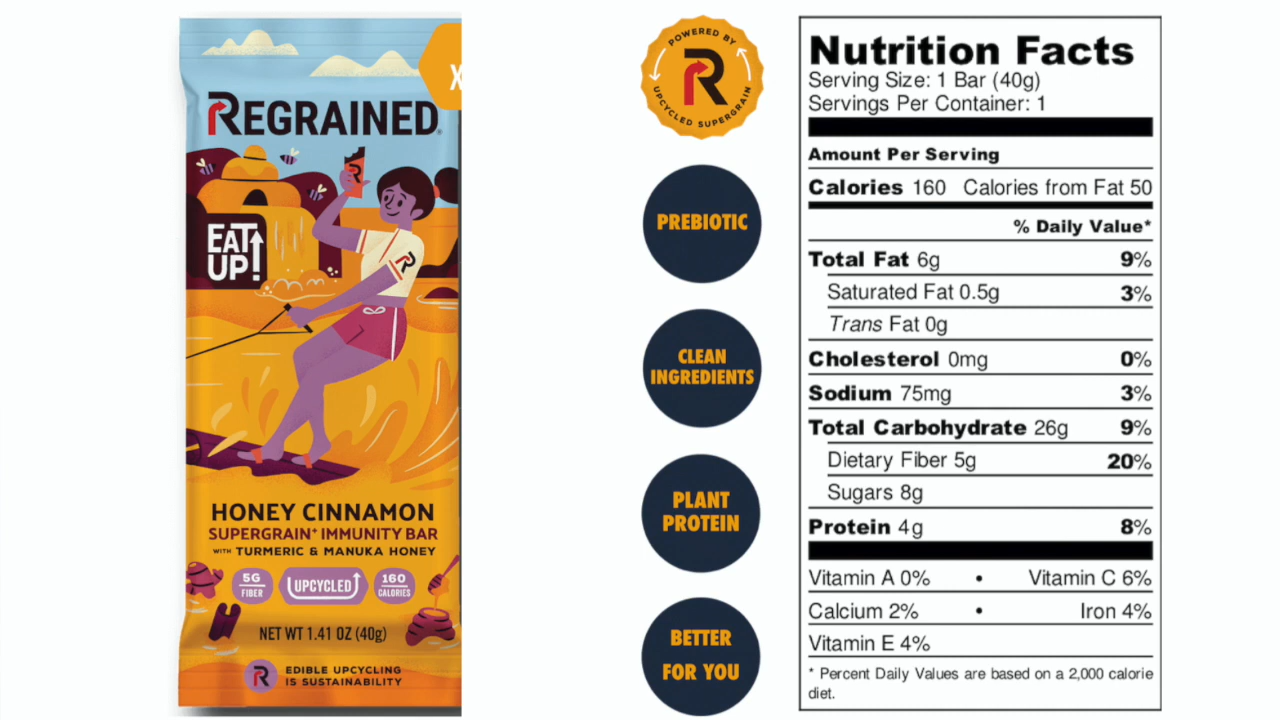 X
REGRAINED®
EAT
UP!
R
R
HONEY CINNAMON
SUPERGRAIN+ IMMUNITY BAR
WITH TURMERIC & MANUKA HONEY
5G
FIBER
UPCYCLED
160
CALORIES
NET WT 1.41 OZ (40g)
R
EDIBLE UPCYCLING
IS SUSTAINABILITY
POWERED BY
R
UPCYCLED SUPERGRAIN
PREBIOTIC
CLEAN
INGREDIENTS
PLANT
PROTEIN
BETTER
FOR YOU
Nutrition Facts
Serving Size: 1 Bar (40g)
Servings Per Container: 1
Amount Per Serving
Calories 160 Calories from Fat 50
% Daily Value*
Total Fat 6g 9%
Saturated Fat 0.5g 3%
Trans Fat 0g
Cholesterol 0mg 0%
Sodium 75mg 3%
Total Carbohydrate 26g 9%
Dietary Fiber 5g 20%
Sugars 8g
Protein 4g 8%
Vitamin A 0% • Vitamin C 6%
Calcium 2% • Iron 4%
Vitamin E 4%
* Percent Daily Values are based on a 2,000 calorie
diet.